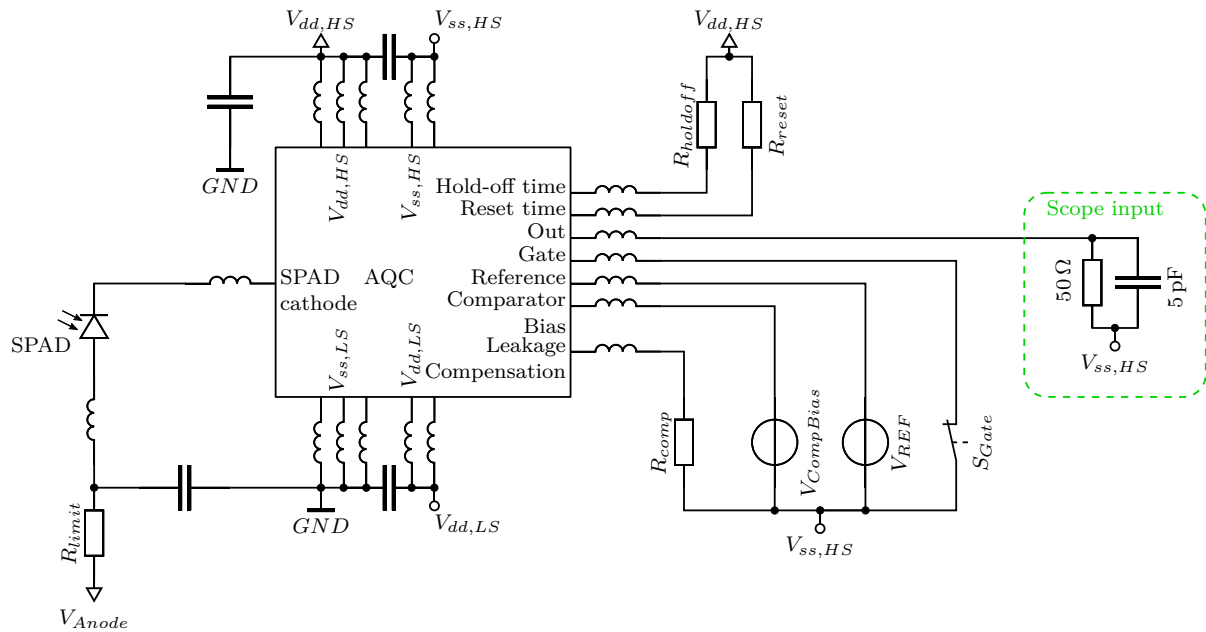 V_{dd,HS}
V_{ss,HS}
V_{dd,HS}
R_{holdoff}
R_{reset}
GND
V_{dd,HS}
V_{ss,HS}
Hold-off time
Reset time
Out
Gate
Reference
Comparator
Bias
Leakage
Compensation
SPAD
cathode
AQC
Scope input
50 Ω
5 pF
V_{ss,HS}
SPAD
V_{ss,LS}
V_{dd,LS}
R_{comp}
V_{CompBias}
V_{REF}
S_{Gate}
GND
V_{dd,LS}
V_{ss,HS}
R_{limit}
V_{Anode}